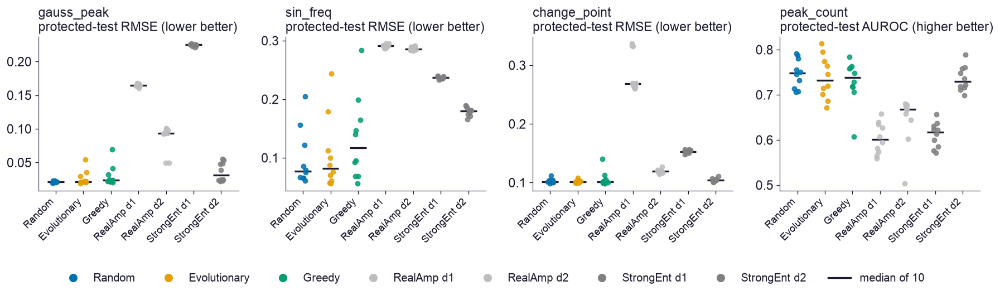 gauss_peak
protected-test RMSE (lower better)
0.20
0.15
0.10
0.05
Random
Evolutionary
Greedy
RealAmp d1
RealAmp d2
StrongEnt d1
StrongEnt d2
sin_freq
protected-test RMSE (lower better)
0.3
0.2
0.1
Random
Evolutionary
Greedy
RealAmp d1
RealAmp d2
StrongEnt d1
StrongEnt d2
change_point
protected-test RMSE (lower better)
0.3
0.2
0.1
Random
Evolutionary
Greedy
RealAmp d1
RealAmp d2
StrongEnt d1
StrongEnt d2
peak_count
protected-test AUROC (higher better)
0.8
0.7
0.6
0.5
Random
Evolutionary
Greedy
RealAmp d1
RealAmp d2
StrongEnt d1
StrongEnt d2
Random Evolutionary Greedy RealAmp d1 RealAmp d2 StrongEnt d1 StrongEnt d2 median of 10